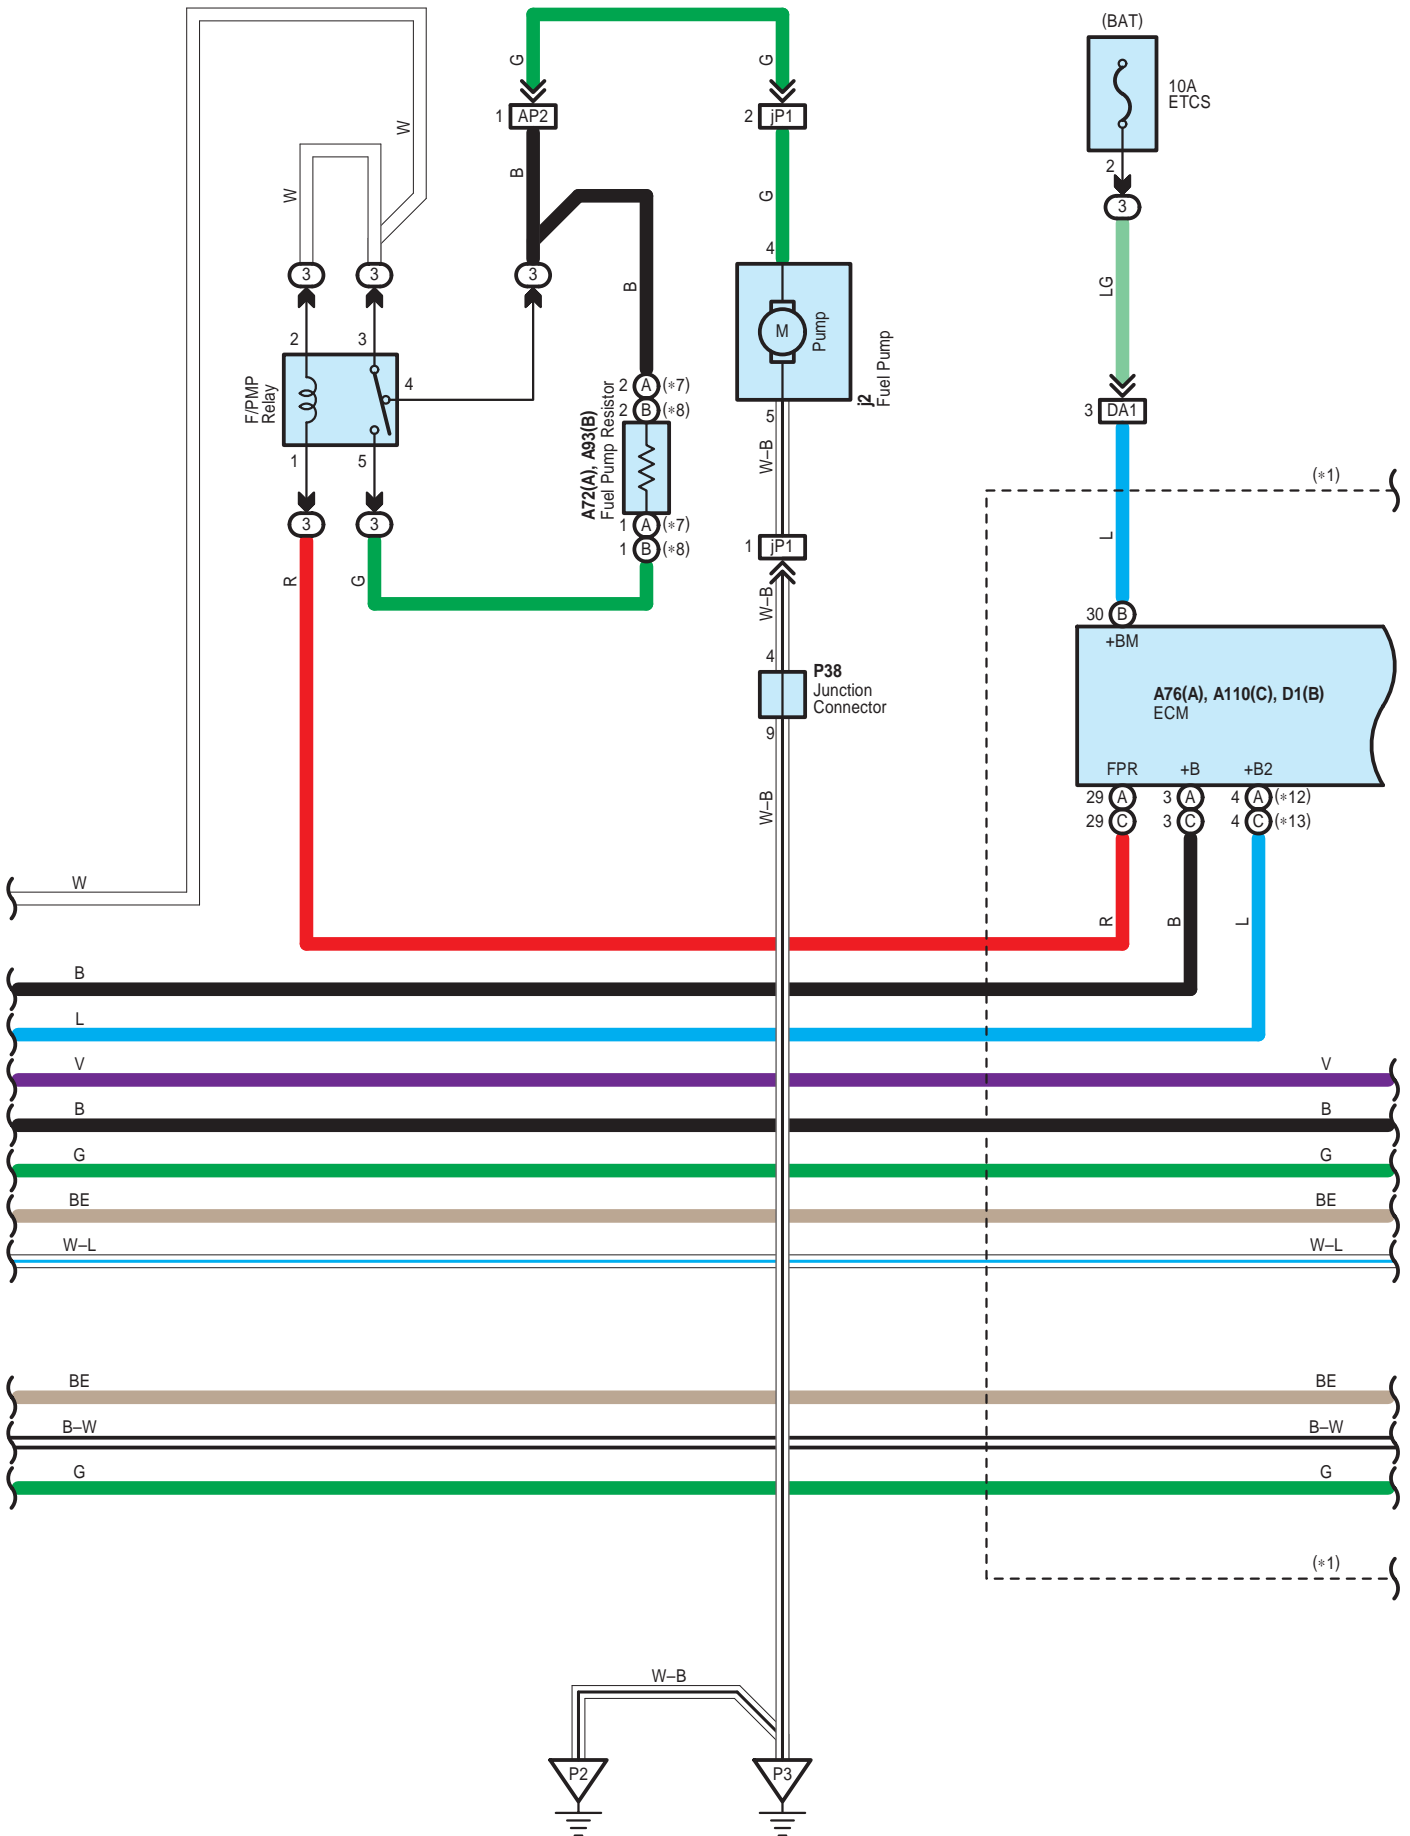 (BAT)
10A
ETCS
G
G
W
1
AP2
2
jP1
B
W
G
2
3
LG
4
3
3
3
B
2
3
4
F/PMP
Relay
M
Pump
j2
Fuel Pump
2 A (*7)
2 B (*8)
A72(A), A93(B)
Fuel Pump Resistor
5
3 DA1
W–B
1
5
(*1)
3
3
1 A (*7)
1 B (*8)
1 jP1
L
R
G
W–B
30 B
+BM
4
P38
Junction
Connector
9
A76(A), A110(C), D1(B)
ECM
FPR
+B
+B2
29 A
3 A
4 A (*12)
29 C
3 C
4 C (*13)
W–B
W
R
B
L
B
L
V
V
B
B
G
G
BE
BE
W–L
W–L
BE
BE
B–W
B–W
G
G
(*1)
W–B
P2
P3